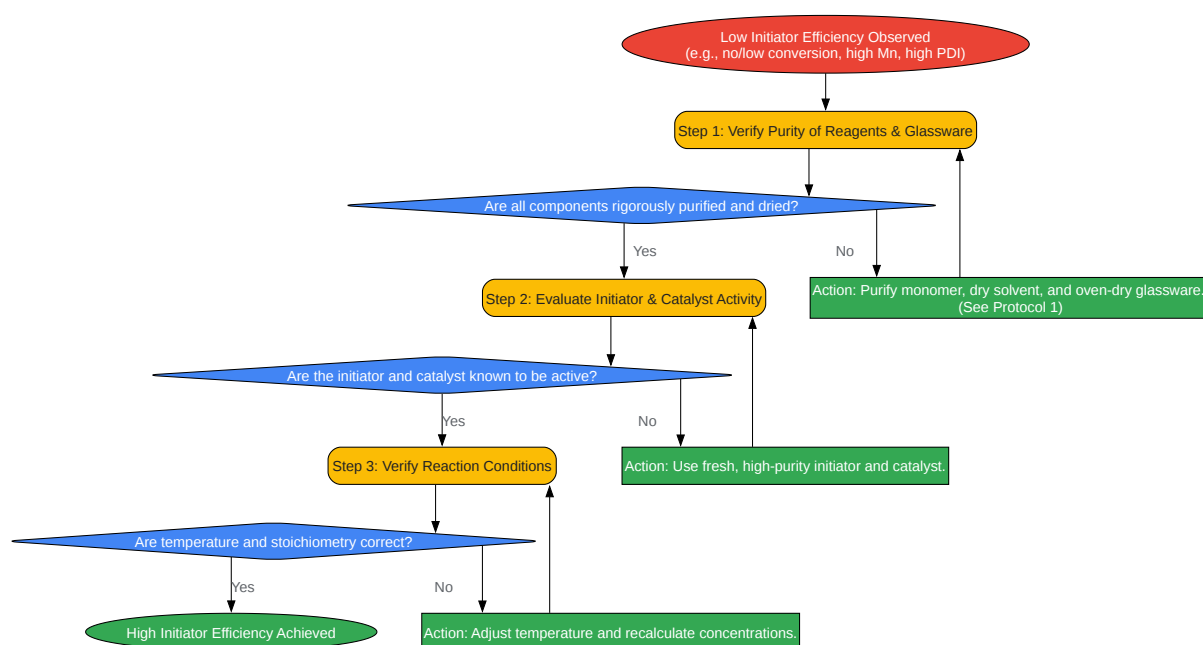 Low Initiator Efficiency Observed
(e.g., no/low conversion, high Mn, high PDI)
Step 1: Verify Purity of Reagents & Glassware
Are all components rigorously purified and dried?
Yes
No
Step 2: Evaluate Initiator & Catalyst Activity
Action: Purify monomer, dry solvent, and oven-dry glassware.
(See Protocol 1)
Are the initiator and catalyst known to be active?
Yes
No
Step 3: Verify Reaction Conditions
Action: Use fresh, high-purity initiator and catalyst.
Are temperature and stoichiometry correct?
Yes
No
High Initiator Efficiency Achieved
Action: Adjust temperature and recalculate concentrations.